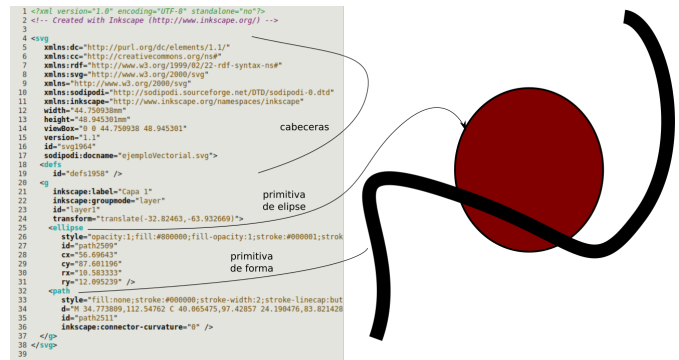 1 <?xml version="1.0" encoding="UTF-8" standalone="no"?>
2 <!-- Created with Inkscape (http://www.inkscape.org/) -->
3
4 <svg
5 xmlns:dc="http://purl.org/dc/elements/1.1/"
6 xmlns:cc="http://creativecommons.org/ns#"
7 xmlns:rdf="http://www.w3.org/1999/02/22-rdf-syntax-ns#"
8 xmlns:svg="http://www.w3.org/2000/svg"
9 xmlns="http://www.w3.org/2000/svg"
10 xmlns:sodipodi="http://sodipodi.sourceforge.net/DTD/sodipodi-0.dtd"
11 xmlns:inkscape="http://www.inkscape.org/namespaces/inkscape"
12 width="44.750938mm"
13 height="48.945301mm"
14 viewBox="0 0 44.750938 48.945301"
15 version="1.1"
16 id="svg1964"
17 sodipodi:docname="ejemploVectorial.svg">
18 <defs
19 id="defs1958" />
20 <g
21 inkscape:label="Capa 1"
22 inkscape:groupmode="layer"
23 id="layer1"
24 transform="translate(-32.82463,-63.932669)">
25 <ellipse
26 style="opacity:1;fill:#800000;fill-opacity:1;stroke:#000001;strok
27 id="path2509"
28 cx="56.69643"
29 cy="87.601196"
30 rx="10.583333"
31 ry="12.095239" />
32 <path
33 style="fill:none;stroke:#000000;stroke-width:2;stroke-linecap:but
34 d="M 34.773809,112.54762 C 40.065475,97.42857 24.190476,83.821428
35 id="path2511"
36 inkscape:connector-curvature="0" />
37 </g>
38 </svg>
39
cabeceras
primitiva
de elipse
primitiva
de forma